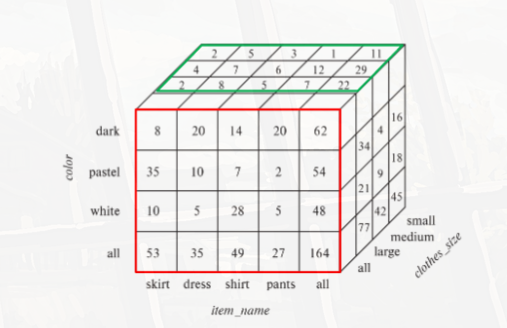 2 5 3 1 11
4 7 6 12 29
2 8 5 7 22
dark 8 20 14 20 62
pastel 35 10 7 2 54
white 10 5 28 5 48
all 53 35 49 27 164
34 4 16
21 9 18
77 42 45
skirt dress shirt pants all
all
large
medium
small
color
item_name
clothes_size